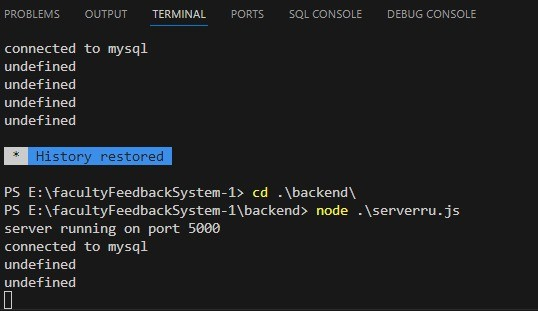 PROBLEMS OUTPUT TERMINAL PORTS SQL CONSOLE DEBUG CONSOLE
connected to mysql
undefined
undefined
undefined
undefined
* History restored
PS E:\facultyFeedbackSystem-1> cd .\backend\
PS E:\facultyFeedbackSystem-1\backend> node .\serverru.js
server running on port 5000
connected to mysql
undefined
undefined